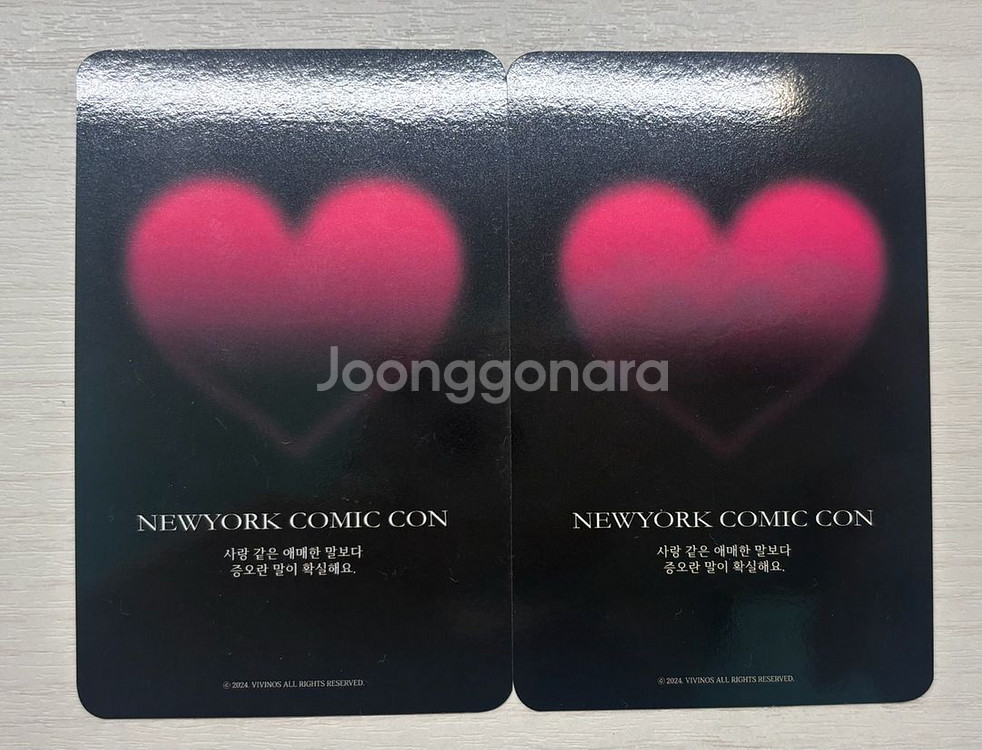 Joonggonara
NEWYORK COMIC CON
사랑 같은 애매한 말보다
증오란 말이 확실해요.
ⓒ 2024. VIVINOS ALL RIGHTS RESERVED.
NEWYORK COMIC CON
사랑 같은 애매한 말보다
증오란 말이 확실해요.
ⓒ 2024. VIVINOS ALL RIGHTS RESERVED.